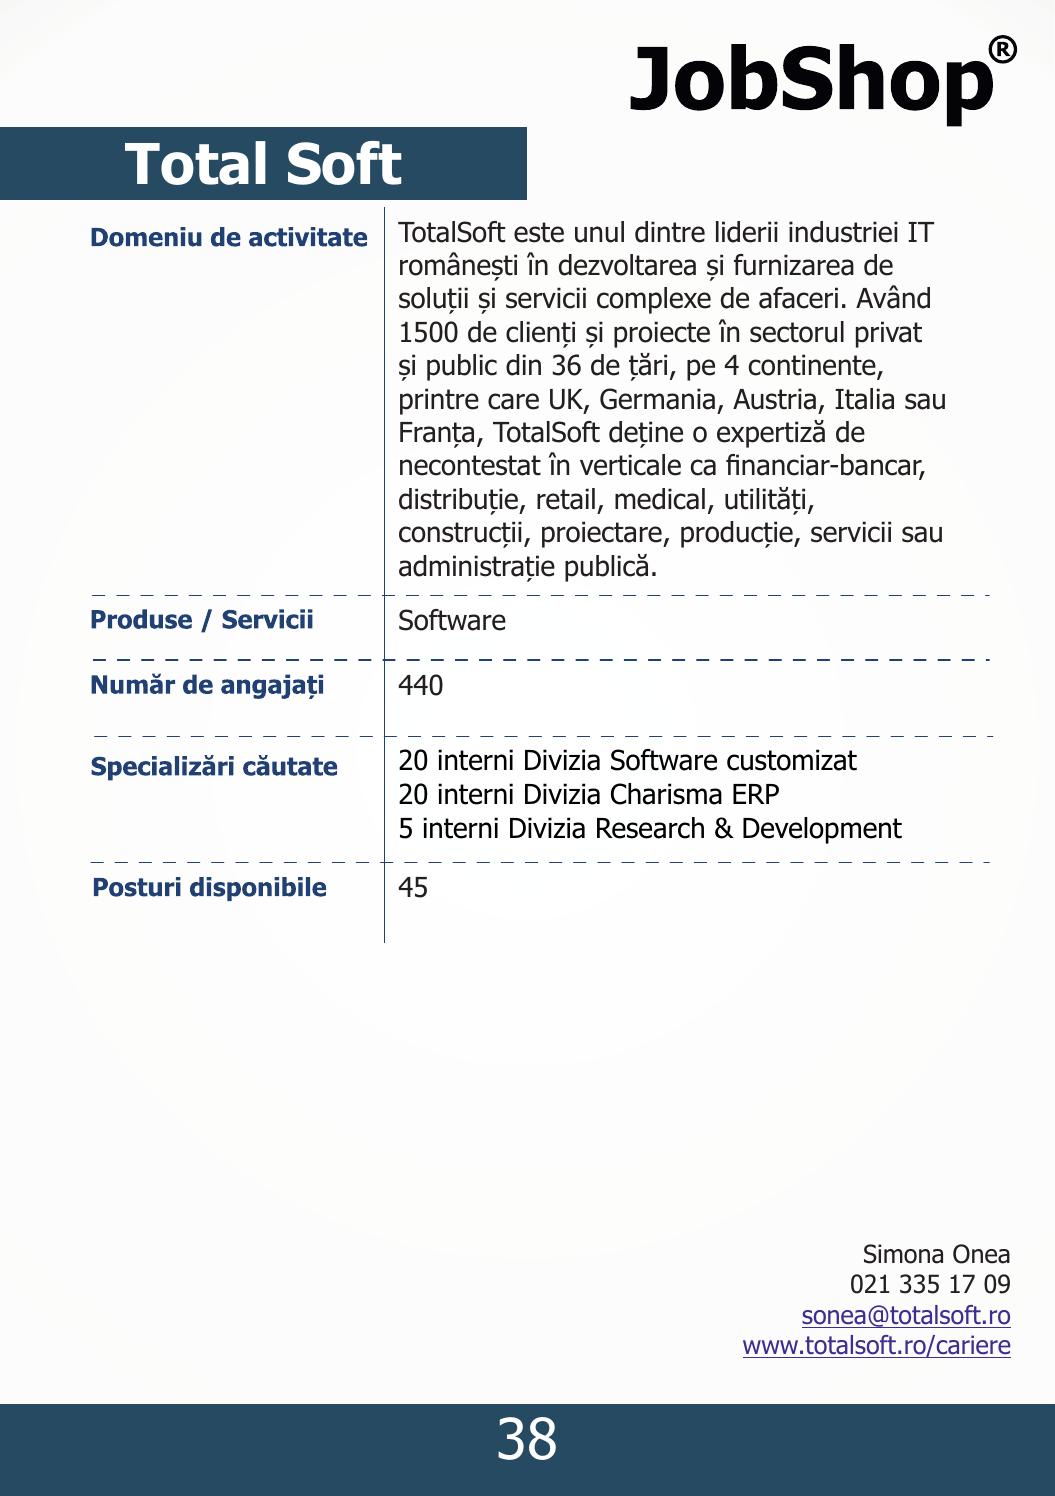 JobShop®
Total Soft
Domeniu de activitate
TotalSoft este unul dintre liderii industriei IT
românești în dezvoltarea și furnizarea de
soluții și servicii complexe de afaceri. Având
1500 de clienți și proiecte în sectorul privat
și public din 36 de țări, pe 4 continente,
printre care UK, Germania, Austria, Italia sau
Franța, TotalSoft deține o expertiză de
necontestat în verticale ca financiar-bancar,
distribuție, retail, medical, utilități,
construcții, proiectare, producție, servicii sau
administrație publică.
Produse / Servicii
Software
Număr de angajați
440
Specializări căutate
20 interni Divizia Software customizat
20 interni Divizia Charisma ERP
5 interni Divizia Research & Development
Posturi disponibile
45
Simona Onea
021 335 17 09
sonea@totalsoft.ro
www.totalsoft.ro/cariere
38